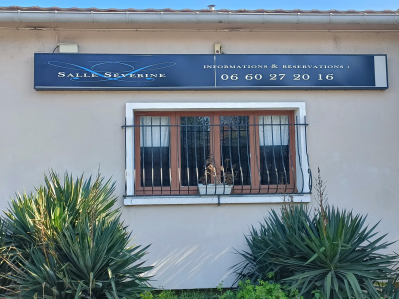 Salle Séverine
Informations & réservations :
06 60 27 20 16